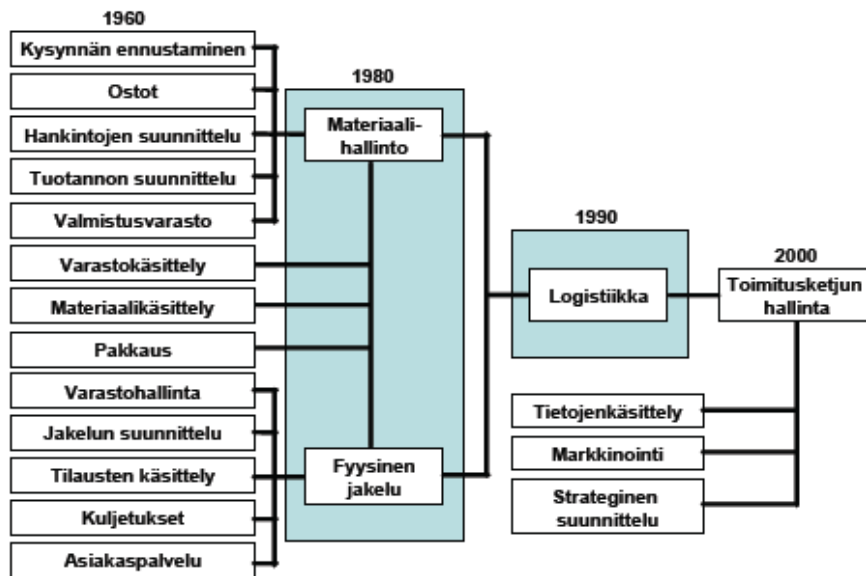 1960
Kysynnän ennustaminen
Ostot
Hankintojen suunnittelu
Tuotannon suunnittelu
Valmistusvarasto
Varastokäsittely
Materiaalikäsittely
Pakkaus
Varastohallinta
Jakelun suunnittelu
Tilausten käsittely
Kuljetukset
Asiakaspalvelu
1980
Materiaali-
hallinto
Fyysinen
jakelu
1990
Logistiikka
2000
Toimitusketjun
hallinta
Tietojenkäsittely
Markkinointi
Strateginen
suunnittelu